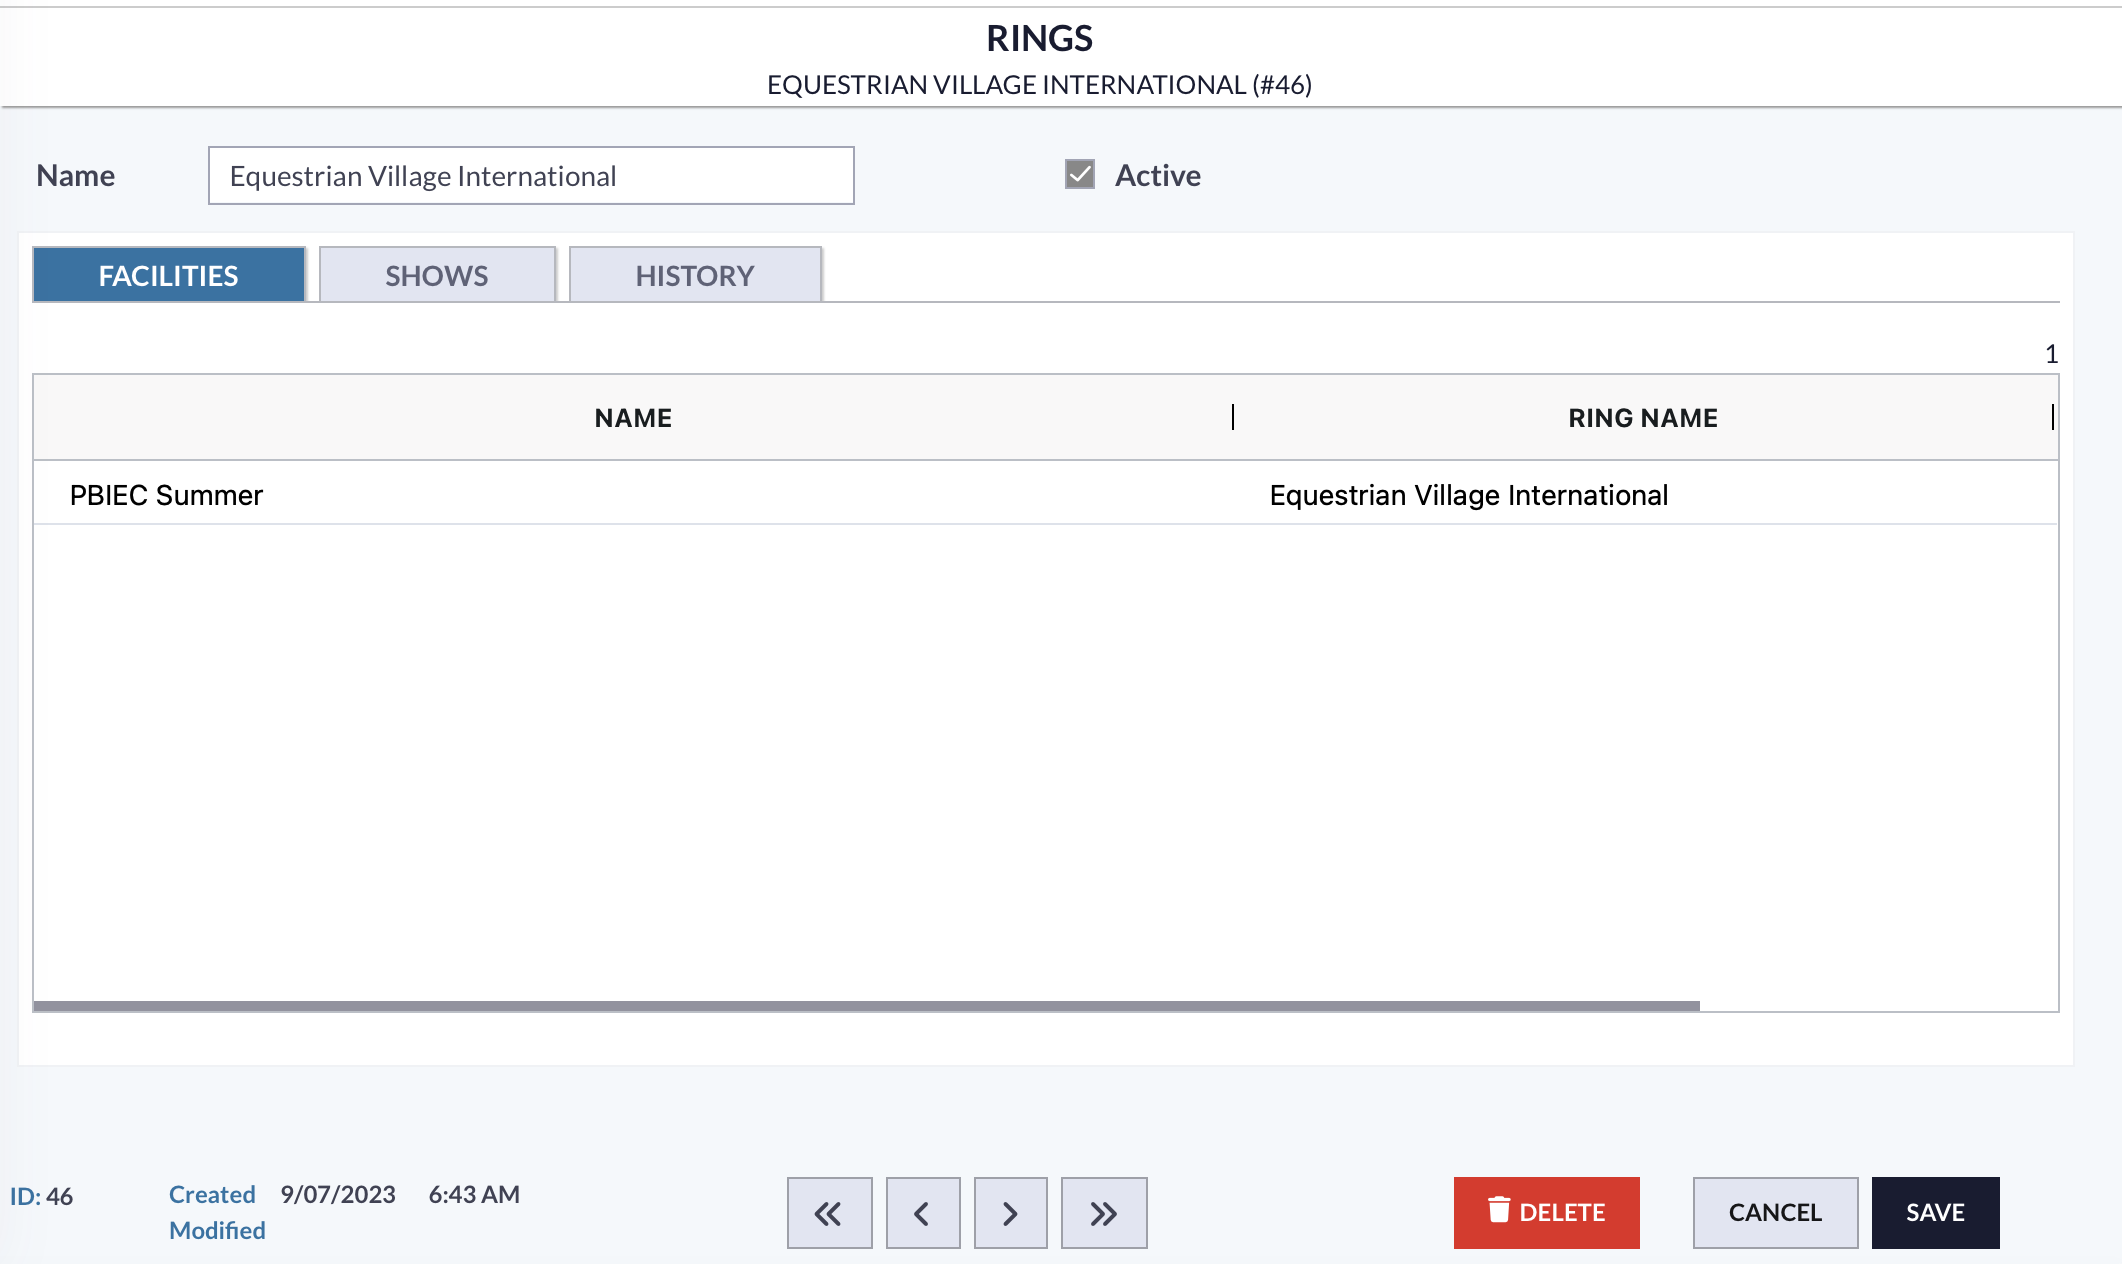 RINGS
EQUESTRIAN VILLAGE INTERNATIONAL (#46)
Name Equestrian Village International Active
FACILITIES SHOWS HISTORY
1
NAME RING NAME
PBIEC Summer Equestrian Village International
ID: 46 Created 9/07/2023 6:43 AM
Modified
DELETE CANCEL SAVE